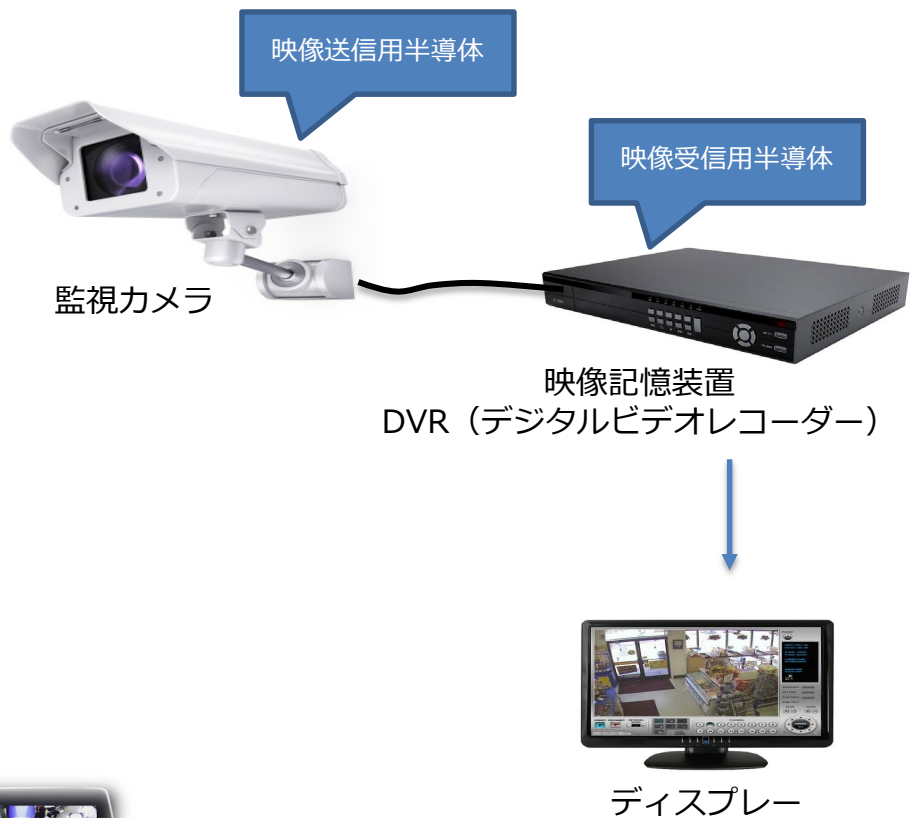 映像送信用半導体
映像受信用半導体
監視カメラ
映像記憶装置
DVR（デジタルビデオレコーダー）
ディスプレー